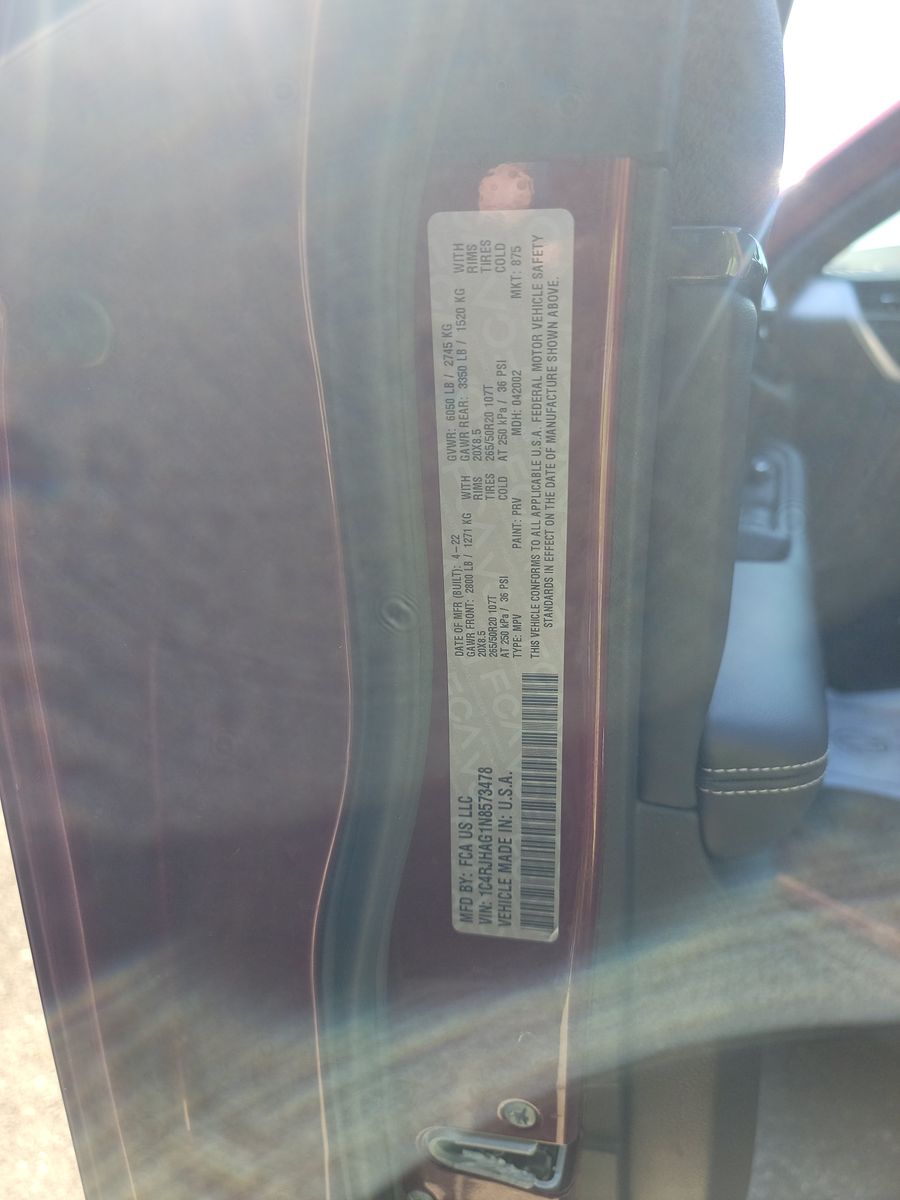 MFD BY: FCA US LLC
VIN: 1C4RJHAG1N8573478
VEHICLE MADE IN: U.S.A.
DATE OF MFR (BUILT): 4-22 GVWR: 6050 LB / 2745 KG
GAWR FRONT: 2800 LB / 1271 KG WITH GAWR REAR: 3350 LB / 1520 KG WITH
20X8.5 RIMS 20X8.5 RIMS
265/50R20 107T TIRES 265/50R20 107T TIRES
AT 250 kPa / 36 PSI COLD AT 250 kPa / 36 PSI COLD
TYPE: MPV PAINT: PRV MDH: 042002 MKT: 875
THIS VEHICLE CONFORMS TO ALL APPLICABLE U.S.A. FEDERAL MOTOR VEHICLE SAFETY
STANDARDS IN EFFECT ON THE DATE OF MANUFACTURE SHOWN ABOVE.